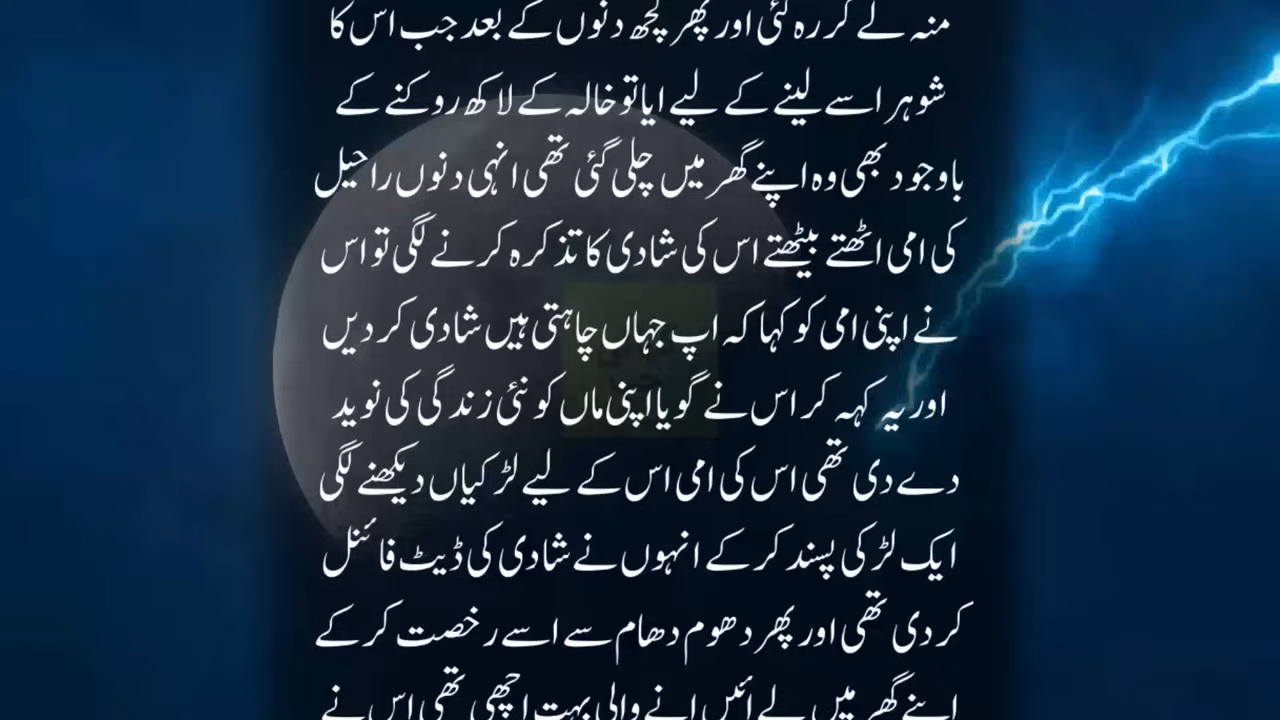 منہ لے کر رہ گئی اور پھر کچھ دنوں کے بعد جب اس کا
شوہر اسے لینے کے لیے ایا تو خالہ کے لاکھ روکنے کے
باوجود بھی وہ اپنے گھر میں چلی گئی تھی انہی دنوں راحیل
کی امی اٹھتے بیٹھتے اس کی شادی کا تذکرہ کرنے لگی تو اس
نے اپنی امی کو کہا کہ اپ جہاں چاہتی ہیں شادی کر دیں
اور یہ کہہ کر اس نے گویا اپنی ماں کو نئی زندگی کی نوید
دے دی تھی اس کی امی اس کے لیے لڑکیاں دیکھنے لگی
ایک لڑکی پسند کر کے انہوں نے شادی کی ڈیٹ فائنل
کر دی تھی اور پھر دھوم دھام سے اسے رخصت کر کے
اپنے گھر میں لے ائیں انے والی بہت اچھی تھی اس نے